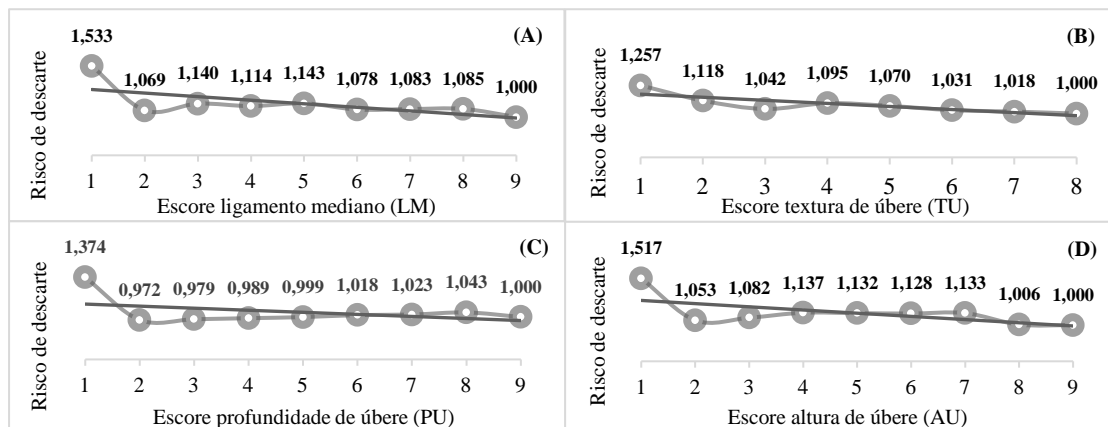 (A)
Risco de descarte
1,533 1,069 1,140 1,114 1,143 1,078 1,083 1,085 1,000
1 2 3 4 5 6 7 8 9
Escore ligamento mediano (LM)
(B)
Risco de descarte
1,257 1,118 1,042 1,095 1,070 1,031 1,018 1,000
1 2 3 4 5 6 7 8
Escore textura de úbere (TU)
(C)
Risco de descarte
1,374 0,972 0,979 0,989 0,999 1,018 1,023 1,043 1,000
1 2 3 4 5 6 7 8 9
Escore profundidade de úbere (PU)
(D)
Risco de descarte
1,517 1,053 1,082 1,137 1,132 1,128 1,133 1,006 1,000
1 2 3 4 5 6 7 8 9
Escore altura de úbere (AU)